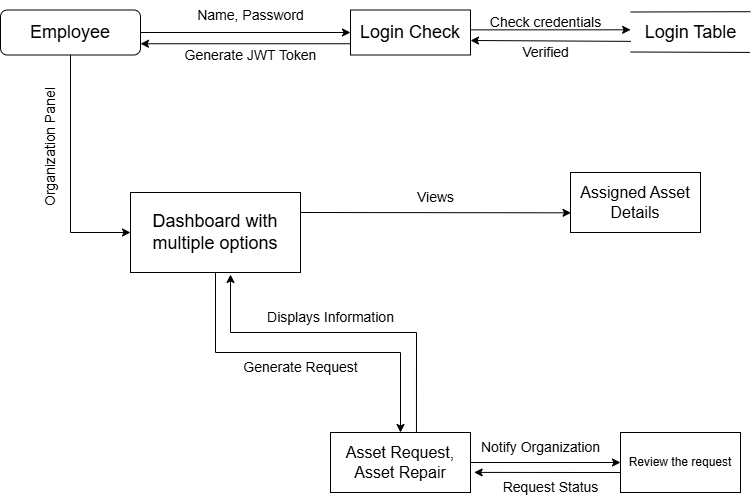 Name, Password
Employee
Login Check
Check credentials
Login Table
Generate JWT Token
Verified
Organization Panel
Dashboard with
multiple options
Views
Assigned Asset
Details
Displays Information
Generate Request
Asset Request,
Asset Repair
Notify Organization
Review the request
Request Status